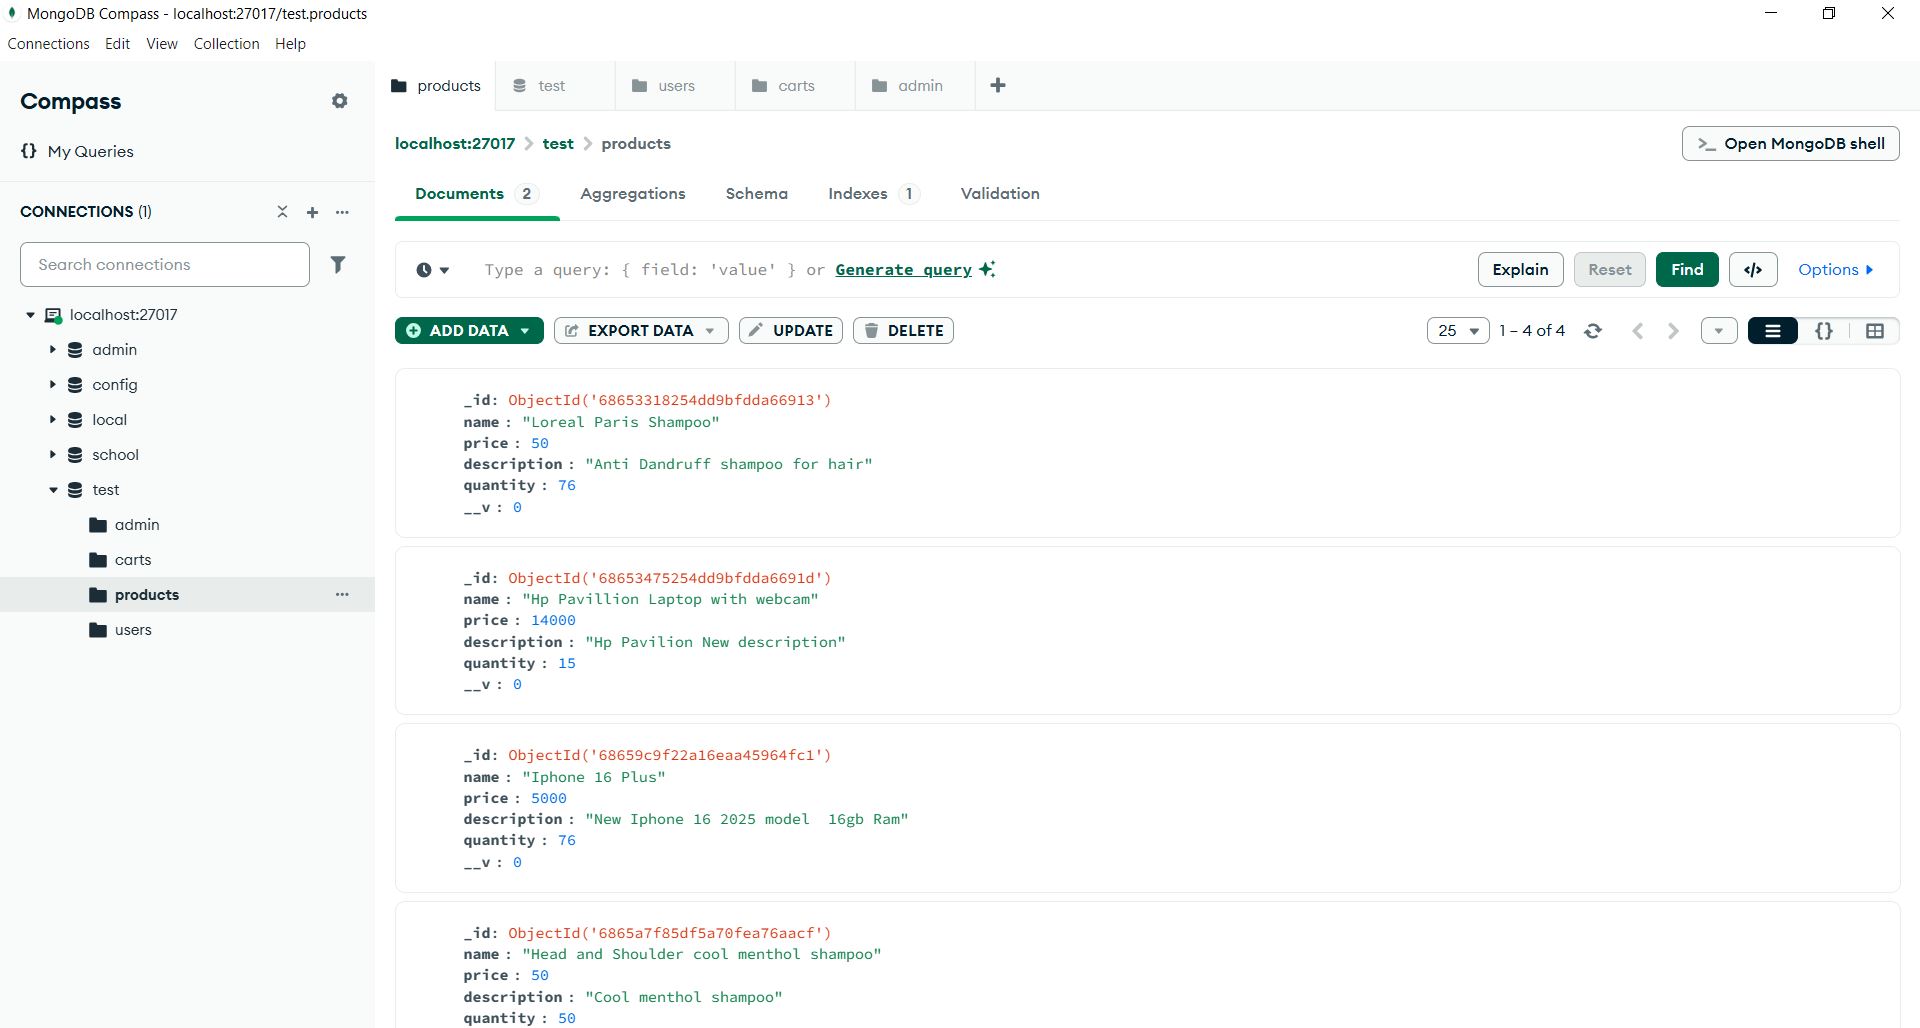 MongoDB Compass - localhost:27017/test.products
Connections Edit View Collection Help
Compass
{} My Queries
CONNECTIONS (1)
Search connections
localhost:27017
admin
config
local
school
test
admin
carts
products
users
products test users carts admin
localhost:27017 > test > products
>_ Open MongoDB shell
Documents 2 Aggregations Schema Indexes 1 Validation
Type a query: { field: 'value' } or Generate query
Explain Reset Find </> Options
ADD DATA EXPORT DATA UPDATE DELETE
25 1 – 4 of 4 {}
_id: ObjectId('68653318254dd9bfdda66913')
name : "Loreal Paris Shampoo"
price : 50
description : "Anti Dandruff shampoo for hair"
quantity : 76
__v : 0
_id: ObjectId('68653475254dd9bfdda6691d')
name : "Hp Pavillion Laptop with webcam"
price : 14000
description : "Hp Pavilion New description"
quantity : 15
__v : 0
_id: ObjectId('68659c9f22a16eaa45964fc1')
name : "Iphone 16 Plus"
price : 5000
description : "New Iphone 16 2025 model  16gb Ram"
quantity : 76
__v : 0
_id: ObjectId('6865a7f85df5a70fea76aacf')
name : "Head and Shoulder cool menthol shampoo"
price : 50
description : "Cool menthol shampoo"
quantity : 50